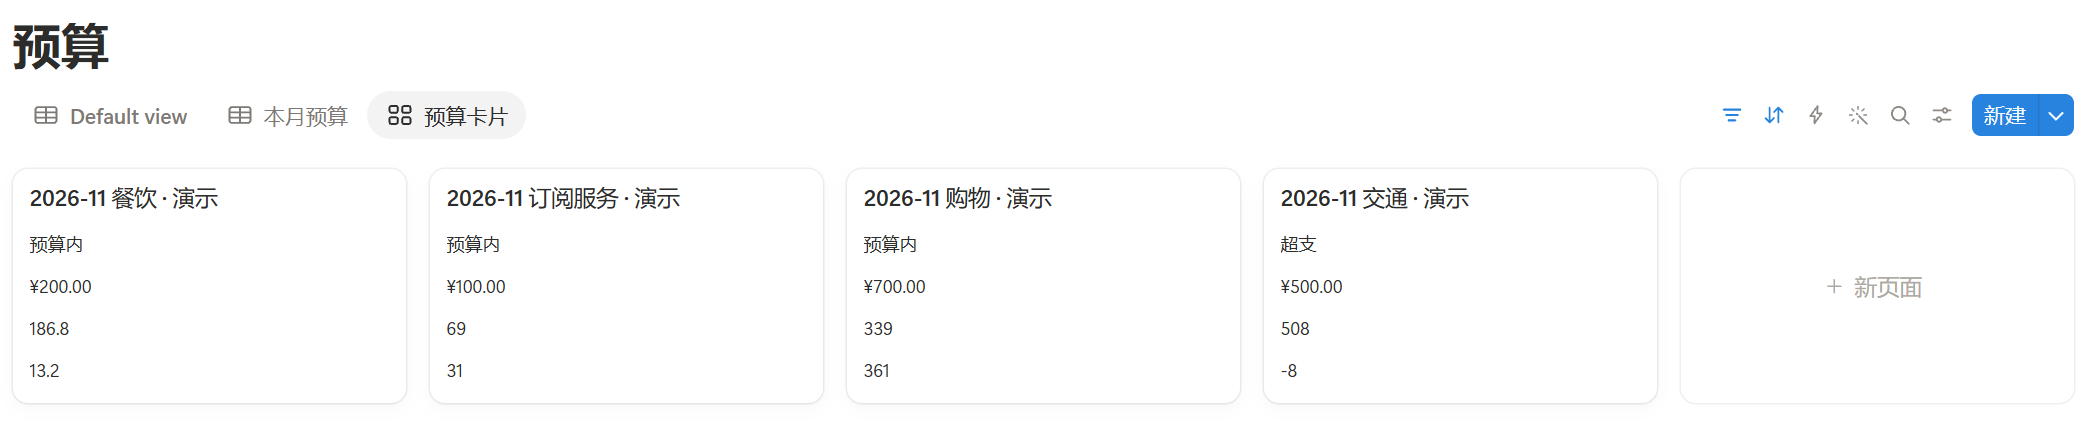 预算
Default view 本月预算 预算卡片 新建
2026-11 餐饮 · 演示
预算内
¥200.00
186.8
13.2
2026-11 订阅服务 · 演示
预算内
¥100.00
69
31
2026-11 购物 · 演示
预算内
¥700.00
339
361
2026-11 交通 · 演示
超支
¥500.00
508
-8
+ 新页面